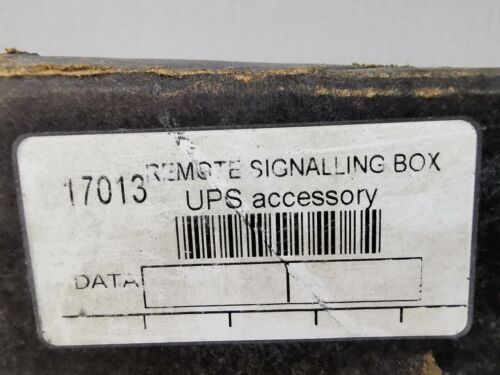 17013 REMOTE SIGNALLING BOX
UPS accessory
DATA